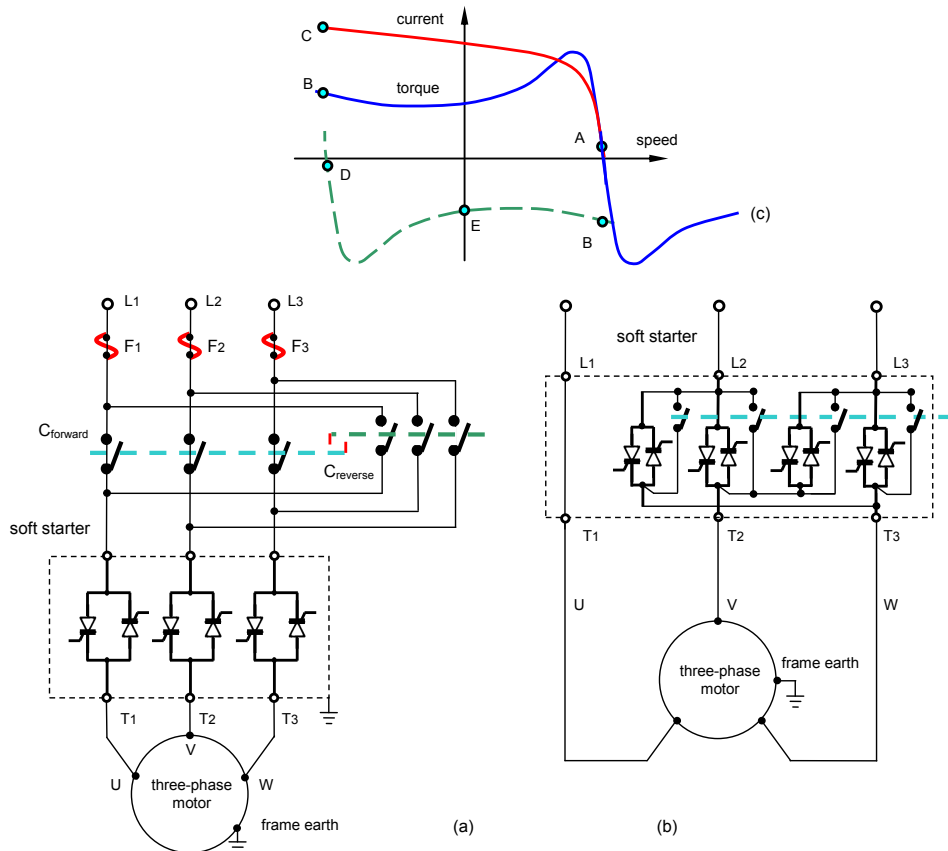 current
C
B
torque
A
speed
D
E
B
(c)
L1
L2
L3
F1
F2
F3
Cforward
Creverse
soft starter
T1
T2
T3
V
U
W
three-phase
motor
frame earth
(a)
soft starter
L1
L2
L3
T1
T2
T3
U
V
W
three-phase
motor
frame earth
(b)